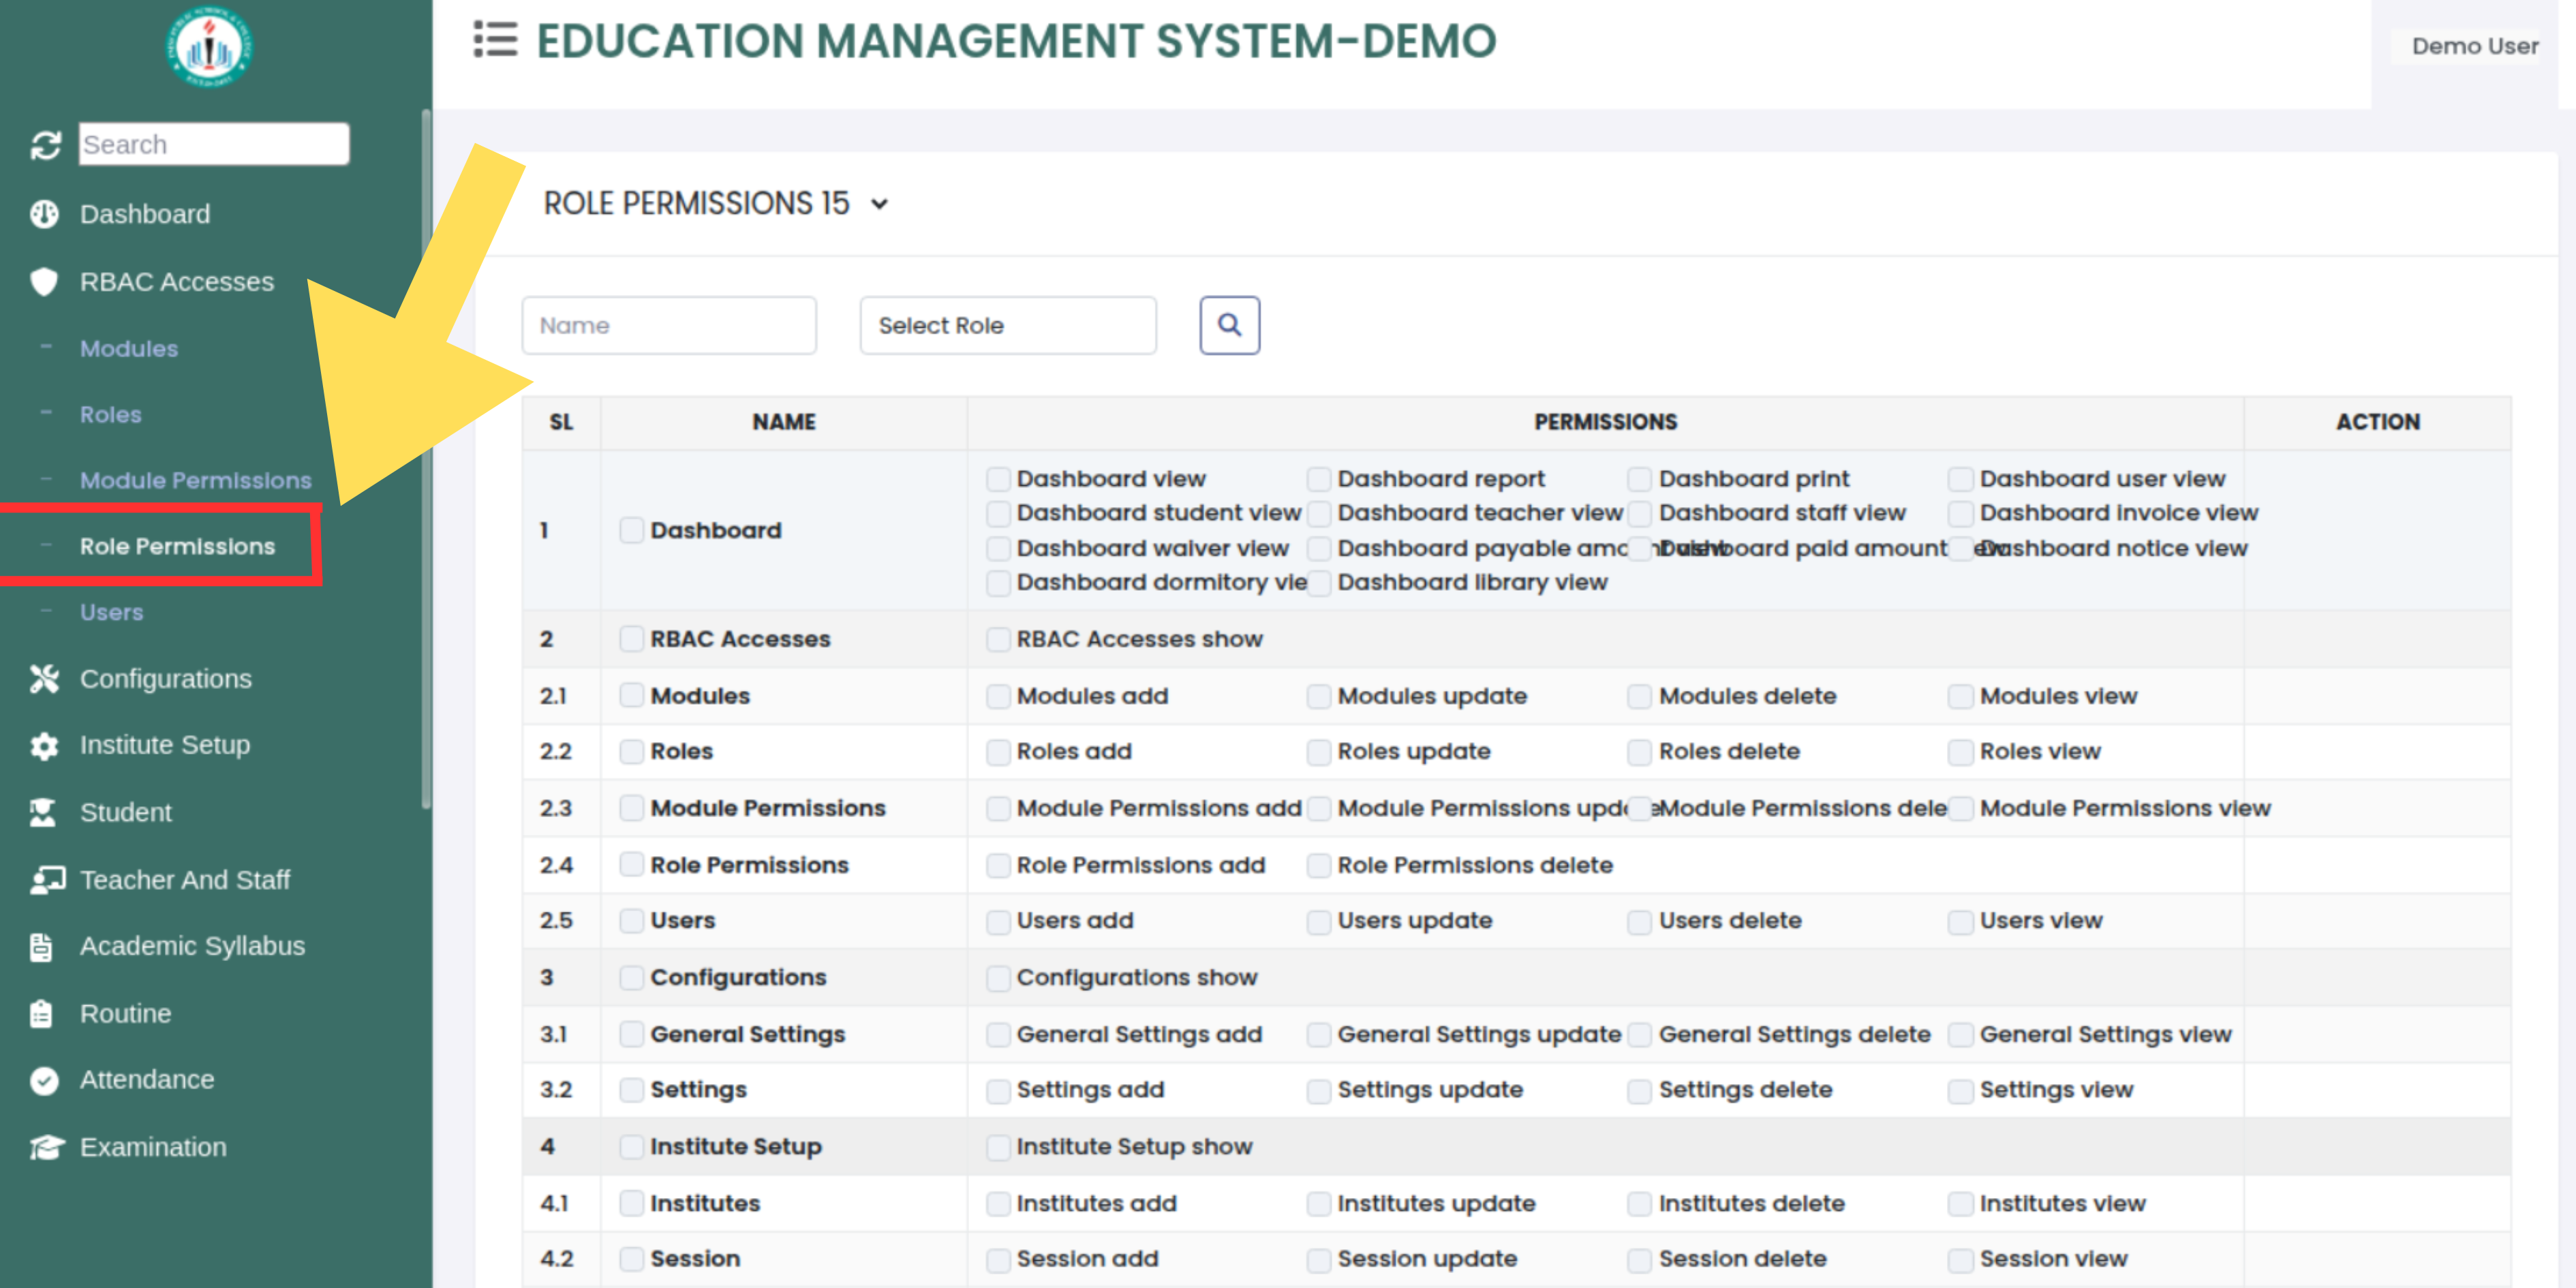 EDUCATION MANAGEMENT SYSTEM-DEMO
Demo User
Search
Dashboard
RBAC Accesses
- Modules
- Roles
- Module Permissions
- Role Permissions
- Users
Configurations
Institute Setup
Student
Teacher And Staff
Academic Syllabus
Routine
Attendance
Examination
ROLE PERMISSIONS 15
Name Select Role
SL NAME PERMISSIONS ACTION
1 Dashboard
Dashboard view Dashboard report Dashboard print Dashboard user view
Dashboard student view Dashboard teacher view Dashboard staff view Dashboard invoice view
Dashboard waiver view Dashboard payable paid amount Dashboard notice view
Dashboard dormitory vie Dashboard library view
2 RBAC Accesses RBAC Accesses show
2.1 Modules Modules add Modules update Modules delete Modules view
2.2 Roles Roles add Roles update Roles delete Roles view
2.3 Module Permissions Module Permissions add Module Permissions Module Permissions dele Module Permissions view
2.4 Role Permissions Role Permissions add Role Permissions delete
2.5 Users Users add Users update Users delete Users view
3 Configurations Configurations show
3.1 General Settings General Settings add General Settings update General Settings delete General Settings view
3.2 Settings Settings add Settings update Settings delete Settings view
4 Institute Setup Institute Setup show
4.1 Institutes Institutes add Institutes update Institutes delete Institutes view
4.2 Session Session add Session update Session delete Session view